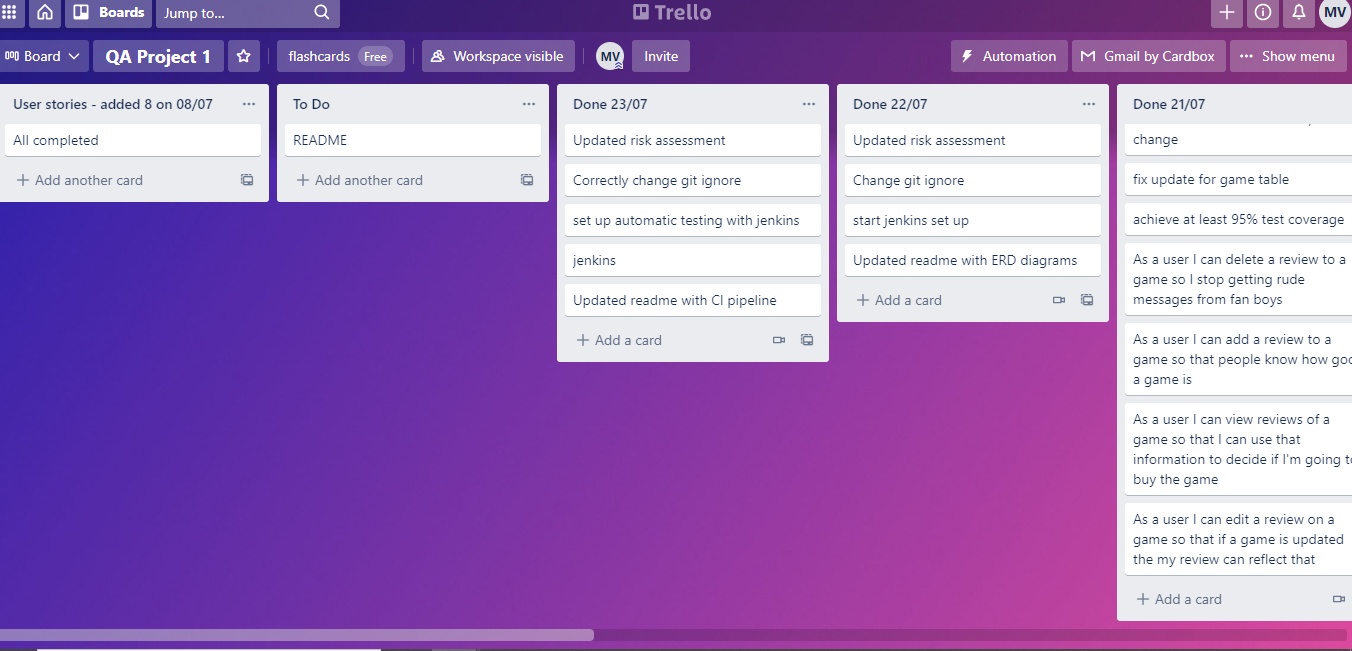 Boards
Jump to...
Trello
MV
Board
QA Project 1
flashcards Free
Workspace visible
MV
Invite
Automation
Gmail by Cardbox
Show menu
User stories - added 8 on 08/07
All completed
Add another card
To Do
README
Add another card
Done 23/07
Updated risk assessment
Correctly change git ignore
set up automatic testing with jenkins
jenkins
Updated readme with CI pipeline
Add a card
Done 22/07
Updated risk assessment
Change git ignore
start jenkins set up
Updated readme with ERD diagrams
Add a card
Done 21/07
change
fix update for game table
achieve at least 95% test coverage
As a user I can delete a review to a
game so I stop getting rude
messages from fan boys
As a user I can add a review to a
game so that people know how goo
a game is
As a user I can view reviews of a
game so that I can use that
information to decide if I'm going to
buy the game
As a user I can edit a review on a
game so that if a game is updated
the my review can reflect that
Add a card